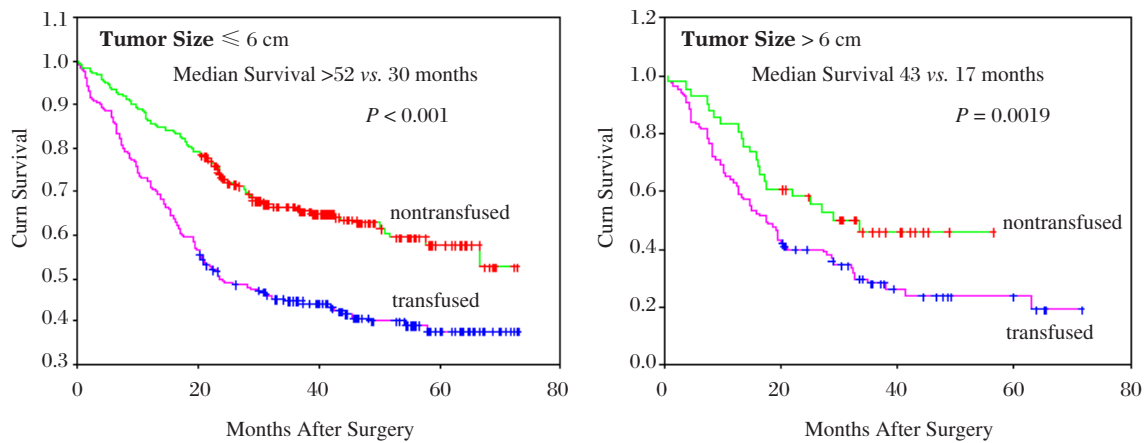 Tumor Size ≤ 6 cm
Median Survival >52 vs. 30 months
P < 0.001
nontransfused
transfused
Curn Survival
1.1
1.0
0.9
0.8
0.7
0.6
0.5
0.4
0.3
0 20 40 60 80
Months After Surgery
Tumor Size > 6 cm
Median Survival 43 vs. 17 months
P = 0.0019
nontransfused
transfused
Curn Survival
1.2
1.0
0.8
0.6
0.4
0.2
0.0
0 20 40 60 80
Months After Surgery